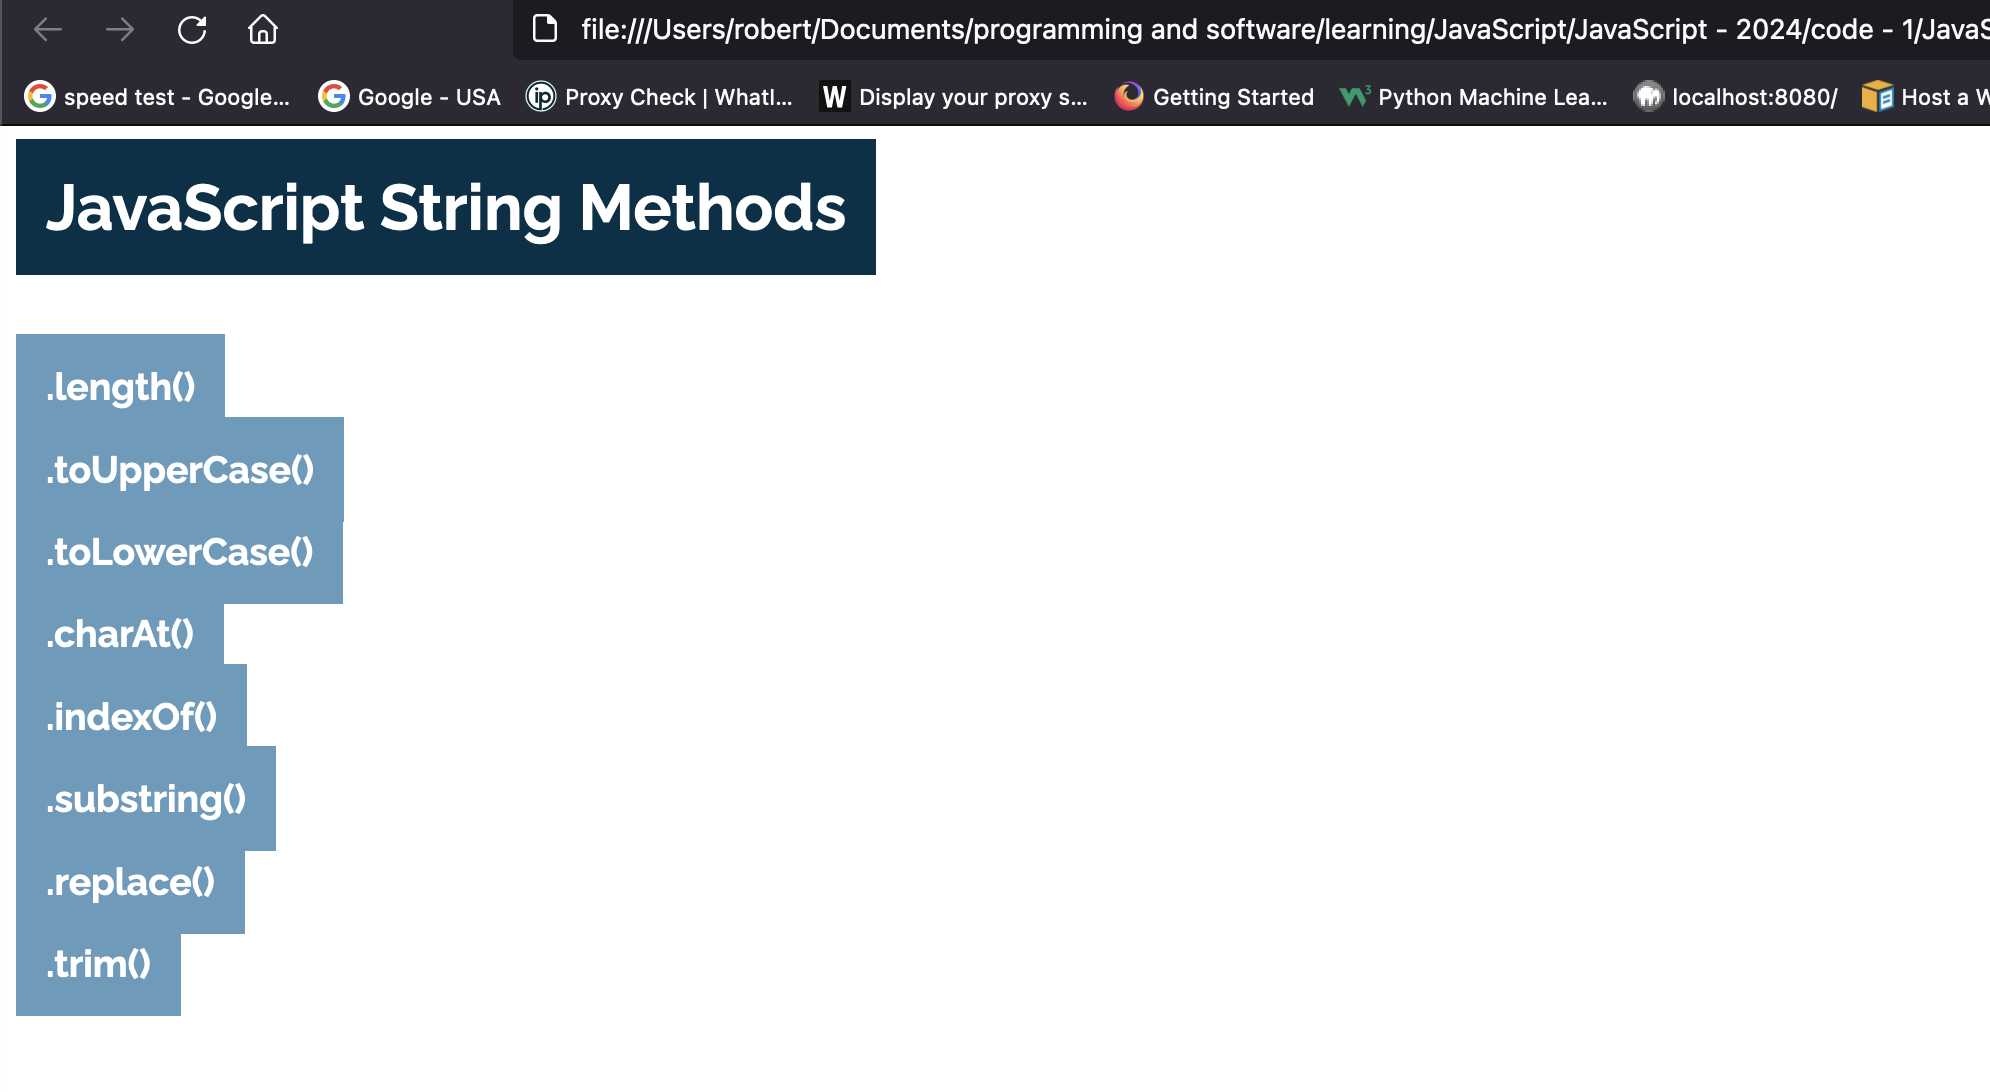 file:///Users/robert/Documents/programming and software/learning/JavaScript/JavaScript - 2024/code - 1/JavaS
speed test - Google... Google - USA Proxy Check | WhatI... Display your proxy s... Getting Started Python Machine Lea... localhost:8080/ Host a W
JavaScript String Methods
.length()
.toUpperCase()
.toLowerCase()
.charAt()
.indexOf()
.substring()
.replace()
.trim()